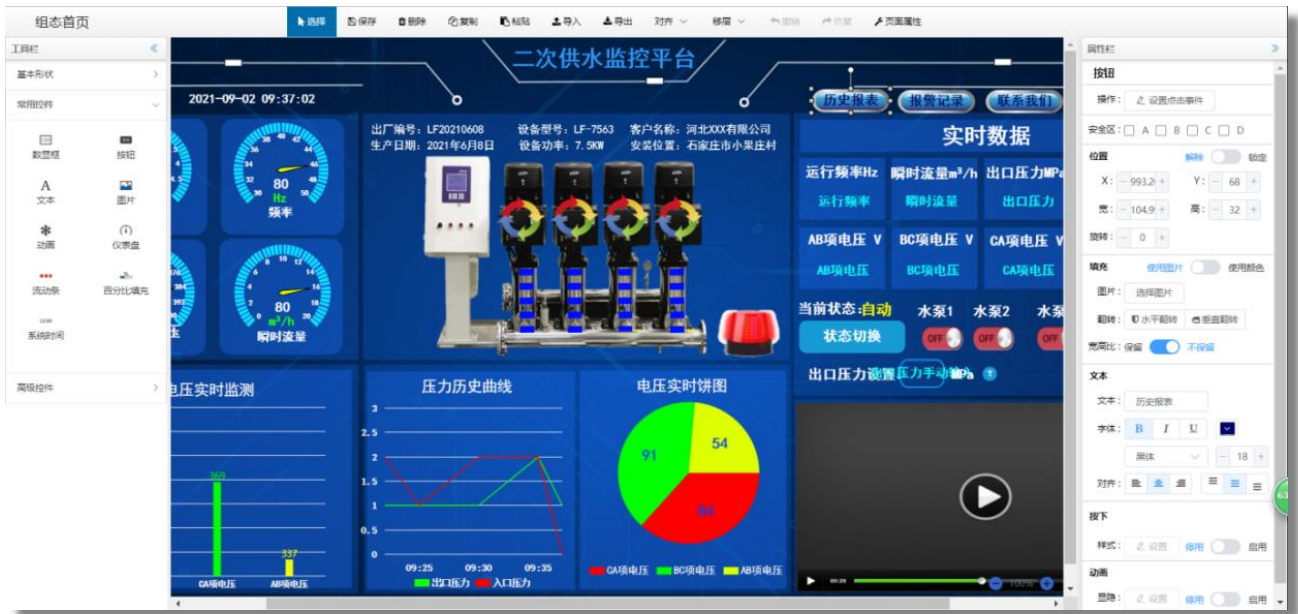 组态首页 选择 保存 删除 复制 粘贴 导入 导出 对齐 移层 撤销 恢复 页面属性
工具栏
基本形状
常用控件
数显框 按钮
文本 图片
动画 仪表盘
流动条 百分比填充
系统时间
高级控件
二次供水监控平台
2021-09-02 09:37:02
历史报表 报警记录 联系我们
80
Hz
频率
80
m³/h
瞬时流量
出厂编号：LF20210608 设备型号：LF-7563 客户名称：河北XXX有限公司
生产日期：2021年6月8日 设备功率：7.5KW 安装位置：石家庄市小果庄村
实时数据
运行频率Hz 瞬时流量m³/h 出口压力MPa
运行频率 瞬时流量 出口压力
AB项电压 V BC项电压 V CA项电压 V
AB项电压 BC项电压 CA项电压
当前状态:自动 水泵1 水泵2 水泵
状态切换 OFF OFF OFF
出口压力设置 压力手动 MPa
电压实时监测
369
337
CA项电压 AB项电压
压力历史曲线
3
2.5
2
1.5
1
0.5
0
09:25 09:30 09:35
出口压力 入口压力
电压实时饼图
91 54
84
CA项电压 BC项电压 AB项电压
00:26 100%
属性栏
按钮
操作： 设置点击事件
安全区： A B C D
位置 解除 锁定
X： - 993.2 + Y： - 68 +
宽： - 104.9 + 高： - 32 +
旋转： - 0 +
填充 使用图片 使用颜色
图片： 选择图片
翻转： 水平翻转 垂直翻转
宽高比： 保留 不保留
文本
文本： 历史报表
字体： B I U
黑体 - 18 +
对齐：
63
按下
样式： 设置 停用 启用
动画
显隐： 设置 停用 启用